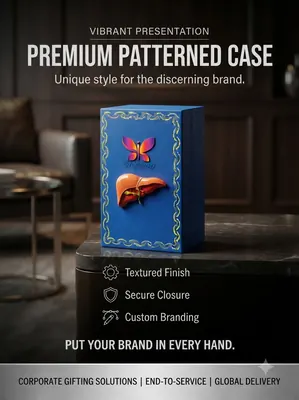 VIBRANT PRESENTATION
PREMIUM PATTERNED CASE
Unique style for the discerning brand.
Textured Finish
Secure Closure
Custom Branding
PUT YOUR BRAND IN EVERY HAND.
CORPORATE GIFTING SOLUTIONS | END-TO-SERVICE | GLOBAL DELIVERY